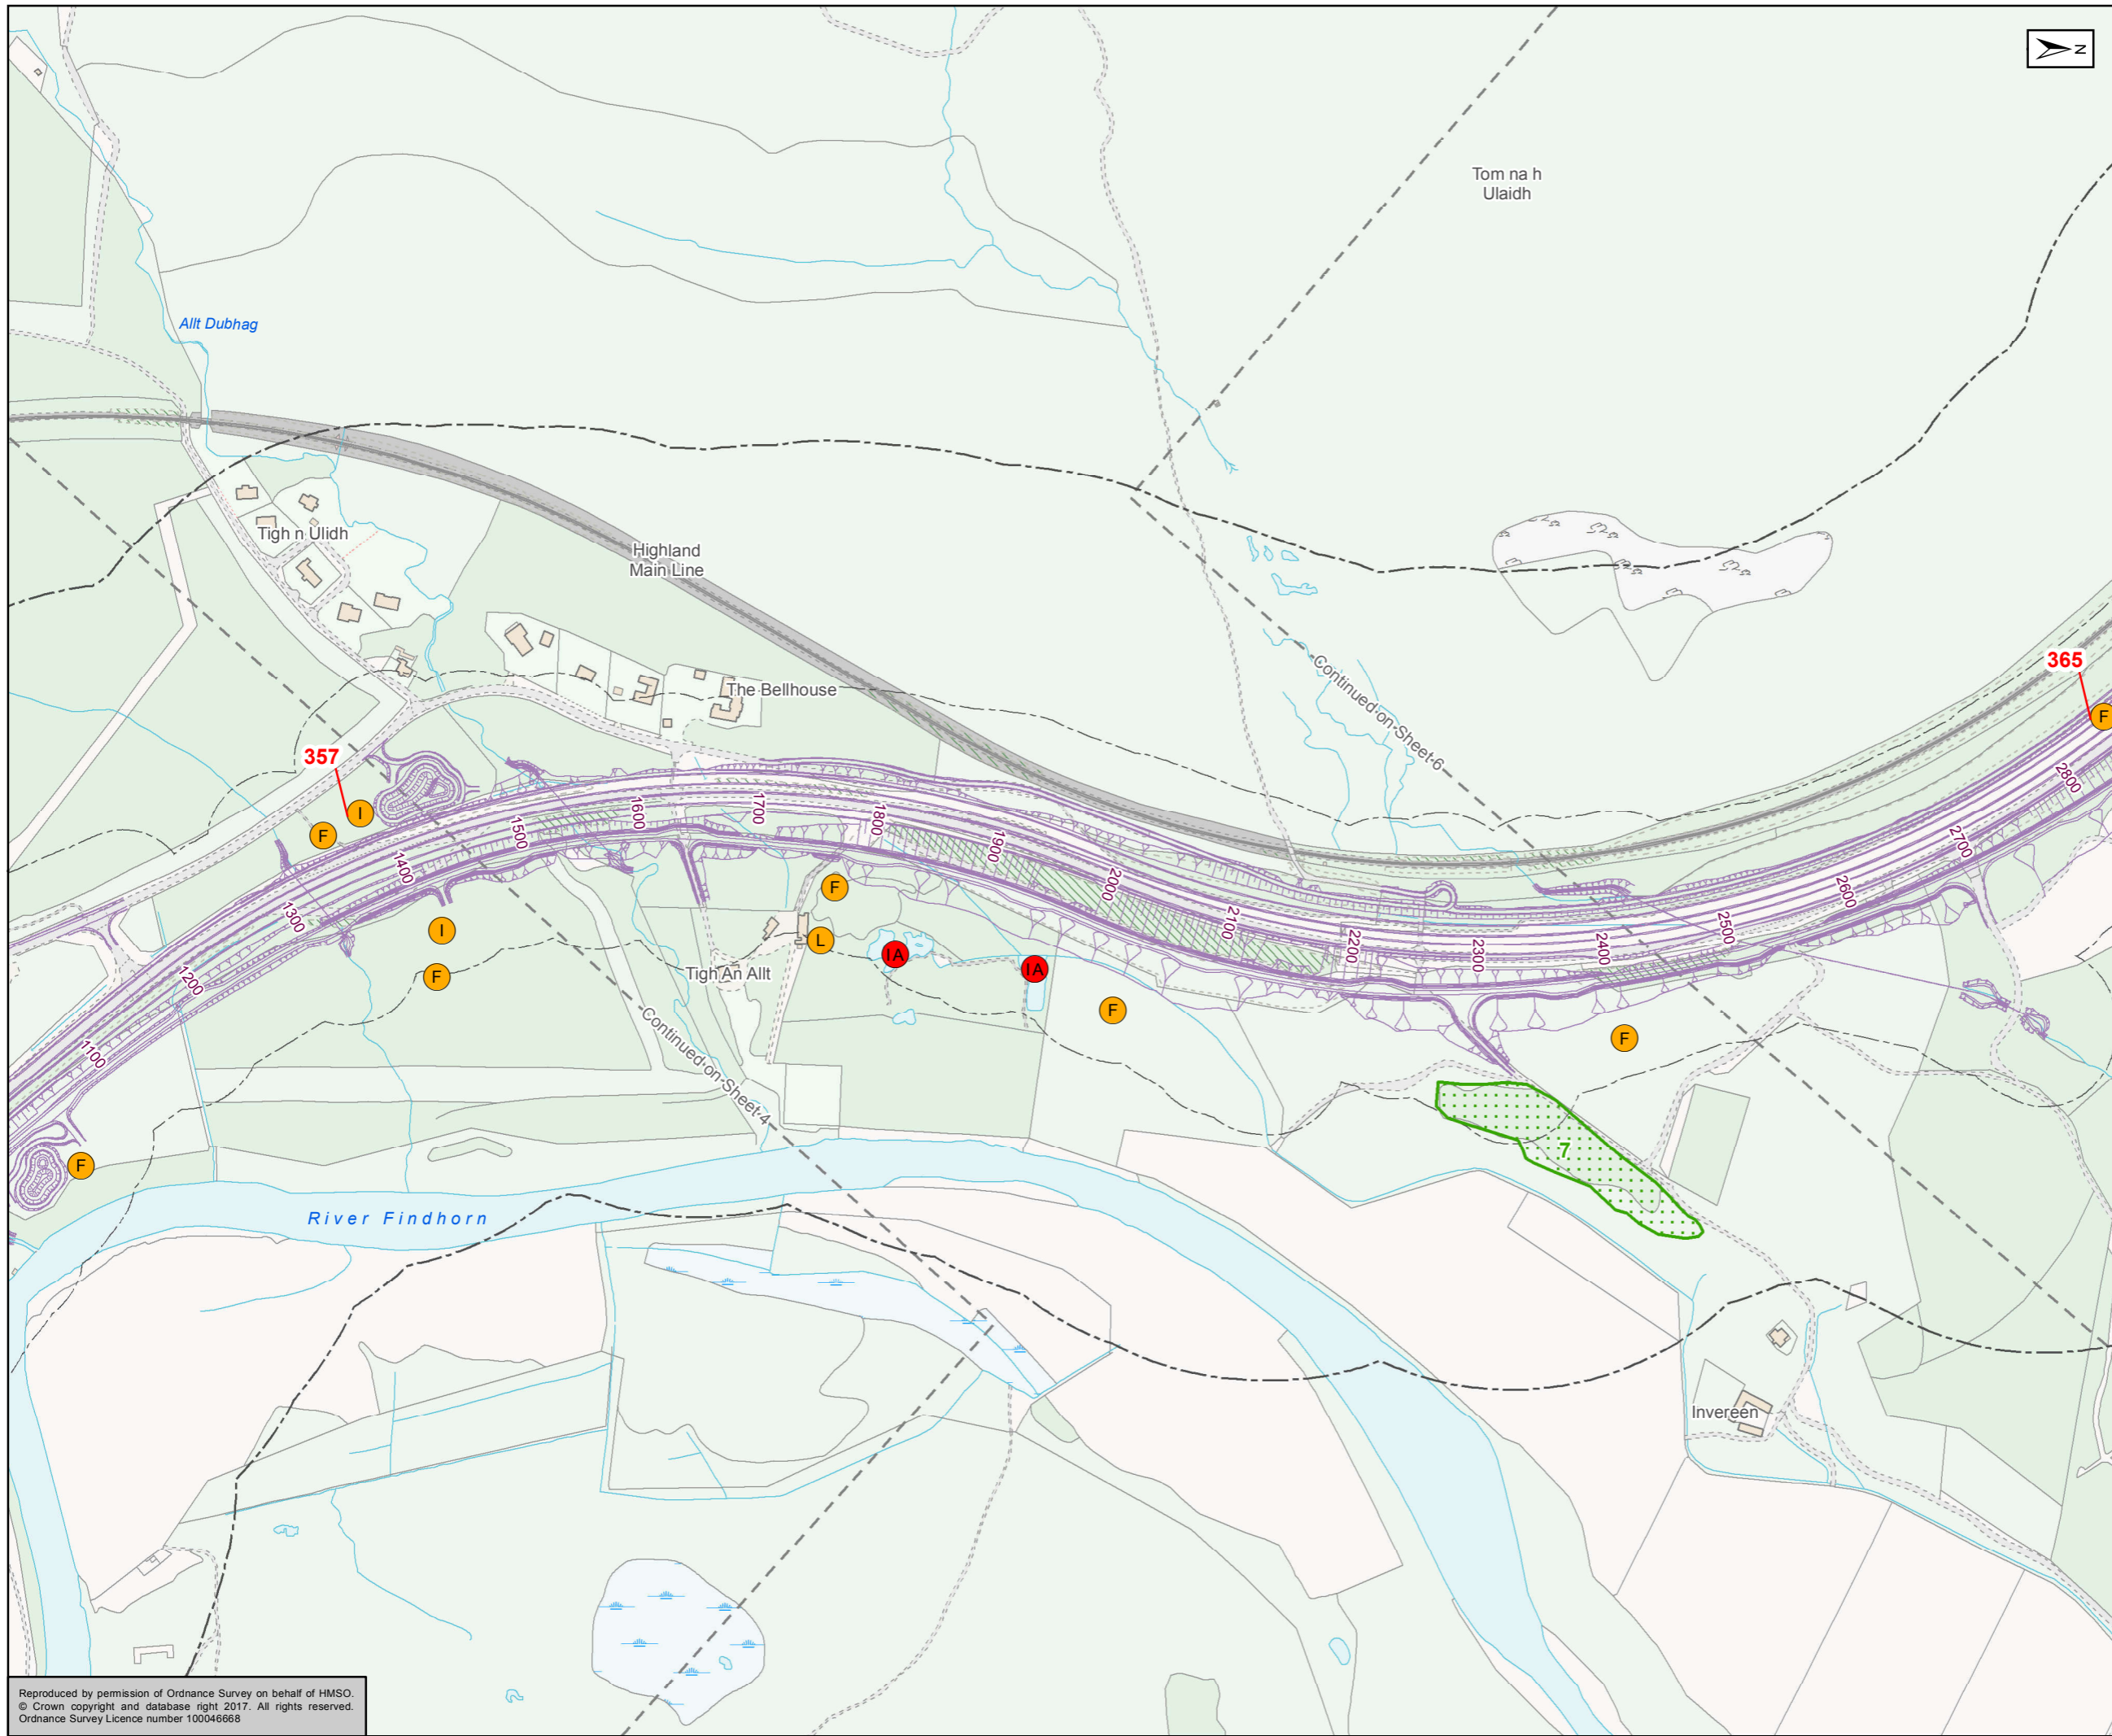 N
Tom na h
Ulaidh
Allt Dubhag
Tigh n Ulidh
Highland
Main Line
The Bellhouse
Continued on Sheet 6
365
F
357
I
F
2800
2700
2600
2500
2400
2300
2200
2100
2000
1900
1800
1700
1600
1500
1400
1300
1200
1100
F
I
L
F
IA
IA
F
F
Tigh An Allt
Continued on Sheet 4
F
7
River Findhorn
Invereen
Reproduced by permission of Ordnance Survey on behalf of HMSO.
© Crown copyright and database right 2017. All rights reserved.
Ordnance Survey Licence number 100046668